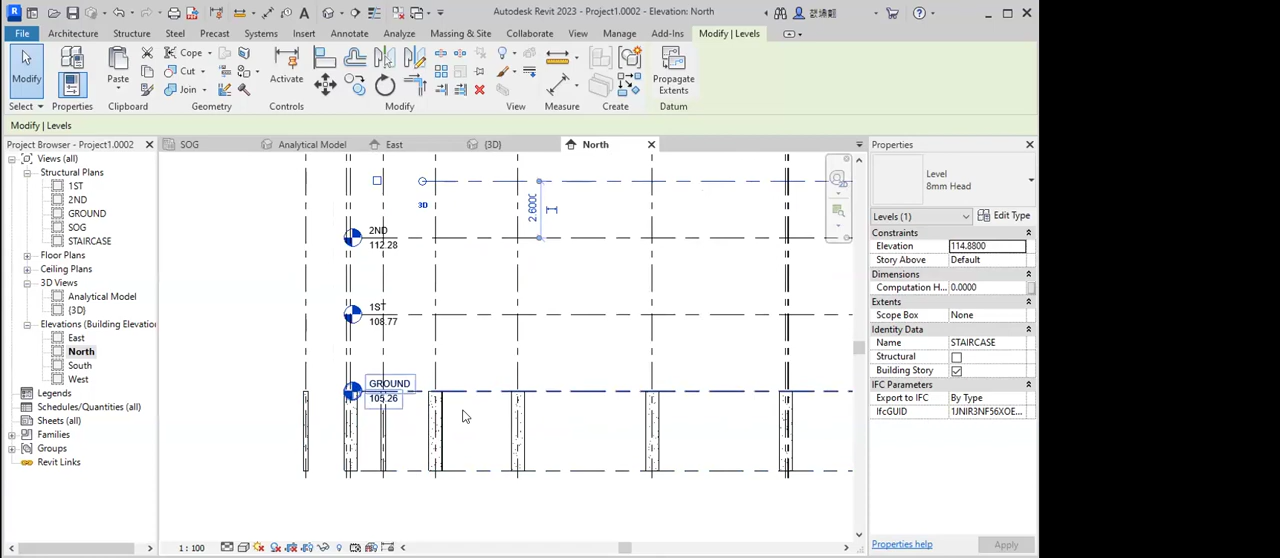 R Autodesk Revit 2023 - Project1.0002 - Elevation: North
File Architecture Structure Steel Precast Systems Insert Annotate Analyze Massing & Site Collaborate View Manage Add-Ins Modify | Levels
Modify Paste Cope Cut Join Activate Propagate Extents
Select Properties Clipboard Geometry Controls Modify View Measure Create Datum
Modify | Levels
Project Browser - Project1.0002
Views (all)
Structural Plans
1ST
2ND
GROUND
SOG
STAIRCASE
Floor Plans
Ceiling Plans
3D Views
Analytical Model
{3D}
Elevations (Building Elevation
East
North
South
West
Legends
Schedules/Quantities (all)
Sheets (all)
Families
Groups
Revit Links
SOG Analytical Model East {3D} North
3D
2.6000
2ND
112.28
1ST
108.77
GROUND
105.26
2D
1 : 100
Properties
Level
8mm Head
Levels (1) Edit Type
Constraints
Elevation 114.8800
Story Above Default
Dimensions
Computation H... 0.0000
Extents
Scope Box None
Identity Data
Name STAIRCASE
Structural
Building Story
IFC Parameters
Export to IFC By Type
IfcGUID 1JNIR3NF56XOE...
Properties help Apply